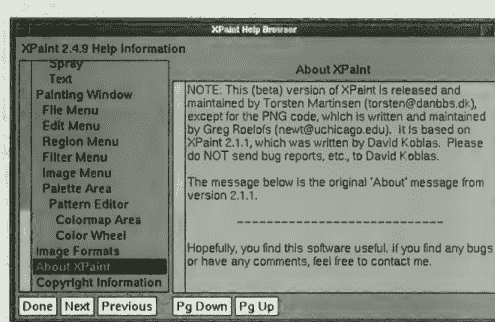 XPaint Help Browser
XPaint 2.4.9 Help Information
Spray
Text
Painting Window
File Menu
Edit Menu
Region Menu
Filter Menu
Image Menu
Palette Area
Pattern Editor
Colormap Area
Color Wheel
Image Formats
About XPaint
Copyright Information
About XPaint
NOTE: This (beta) version of XPaint is released and
maintained by Torsten Martinsen (torsten@danbbs.dk),
except for the PNG code, which is written and maintained
by Greg Roelofs (newt@uchicago.edu). It is based on
XPaint 2.1.1, which was written by David Koblas. Please
do NOT send bug reports, etc., to David Koblas.
The message below is the original 'About' message from
version 2.1.1.
----------------------------
Hopefully, you find this software useful. If you find any bugs
or have any comments, feel free to contact me.
Done Next Previous Pg Down Pg Up